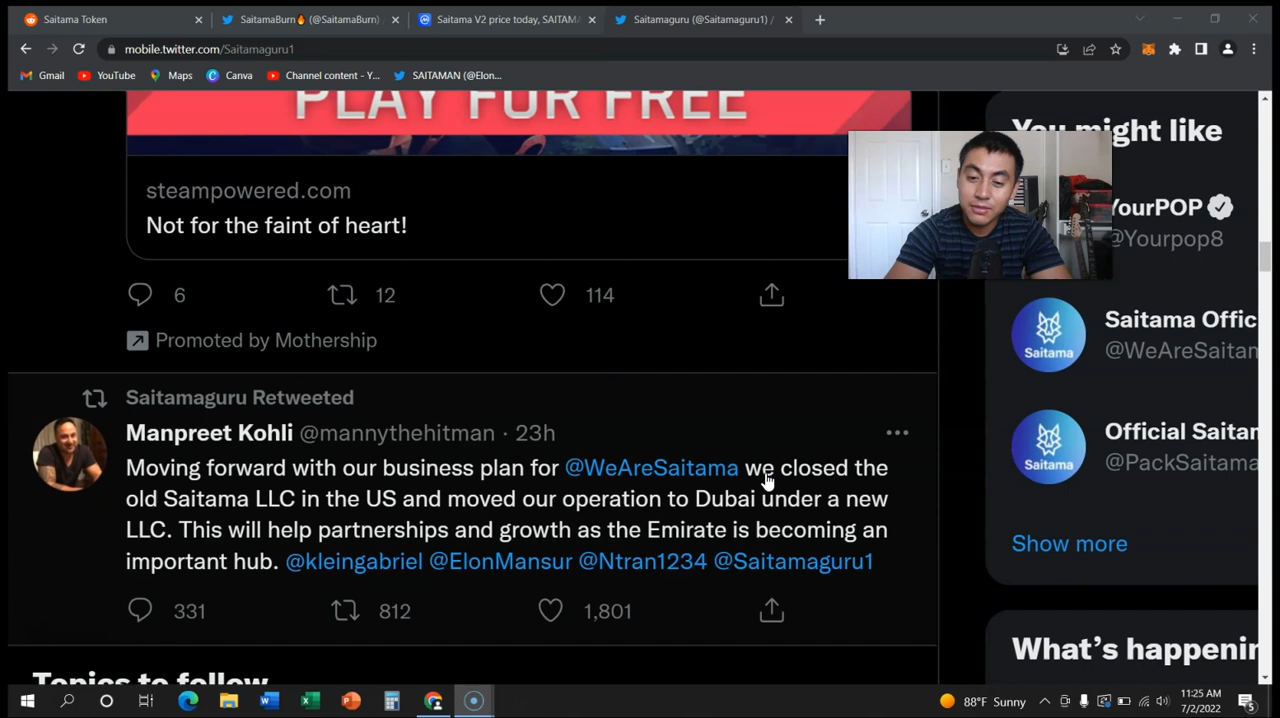 Saitama Token
SaitamaBurn🔥 (@SaitamaBurn)
Saitama V2 price today, SAITAMA
Saitamaguru (@Saitamaguru1) /
mobile.twitter.com/Saitamaguru1
Gmail
YouTube
Maps
Canva
Channel content - Y...
SAITAMAN (@Elon...
PLAY FOR FREE
steampowered.com
Not for the faint of heart!
6 12 114
Promoted by Mothership
Saitamaguru Retweeted
Manpreet Kohli @mannythehitman · 23h
Moving forward with our business plan for @WeAreSaitama we closed the
old Saitama LLC in the US and moved our operation to Dubai under a new
LLC. This will help partnerships and growth as the Emirate is becoming an
important hub. @kleingabriel @ElonMansur @Ntran1234 @Saitamaguru1
331 812 1,801
Topics to follow
You might like
YourPOP
@Yourpop8
Saitama
Saitama Offic
@WeAreSaitam
Saitama
Official Saitar
@PackSaitama
Show more
What's happenin
88°F Sunny
11:25 AM
7/2/2022
5